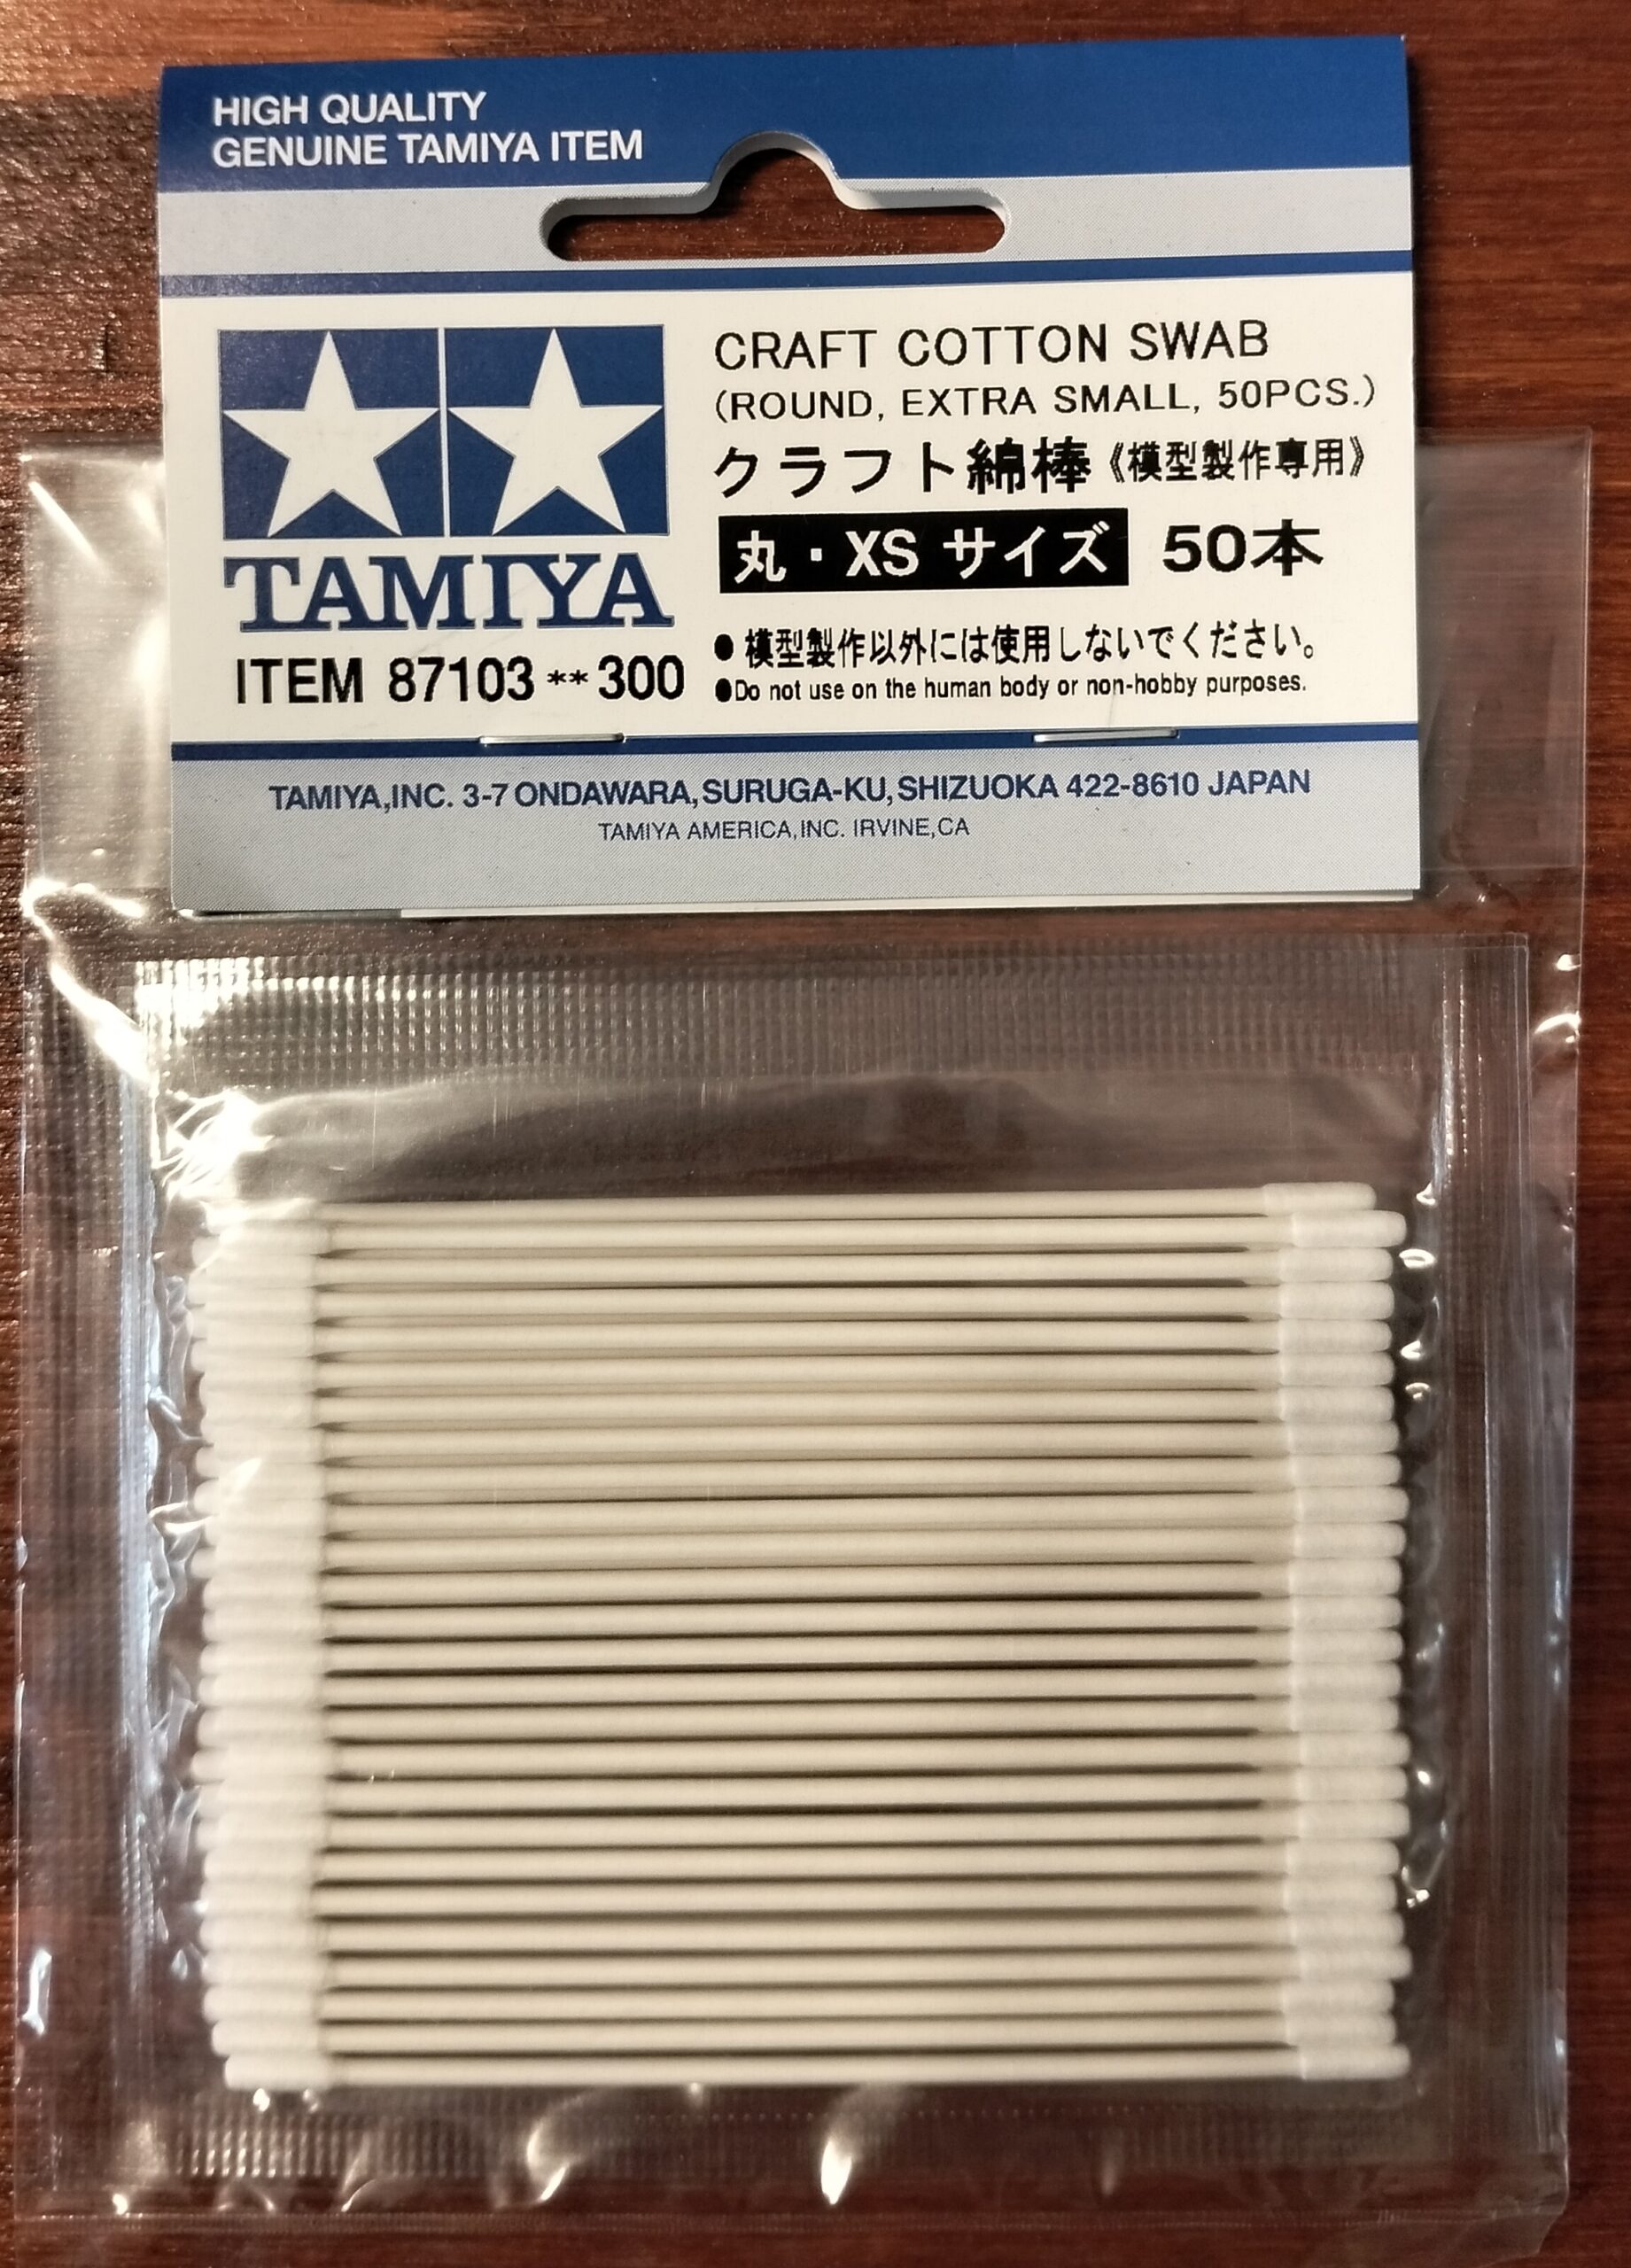 HIGH QUALITY
GENUINE TAMIYA ITEM
TAMIYA
ITEM 87103**300
CRAFT COTTON SWAB
(ROUND, EXTRA SMALL, 50PCS.)
クラフト綿棒《模型製作専用》
丸・XS サイズ 50本
● 模型製作以外には使用しないでください。
●Do not use on the human body or non-hobby purposes.
TAMIYA,INC. 3-7 ONDAWARA,SURUGA-KU,SHIZUOKA 422-8610 JAPAN
TAMIYA AMERICA,INC. IRVINE,CA